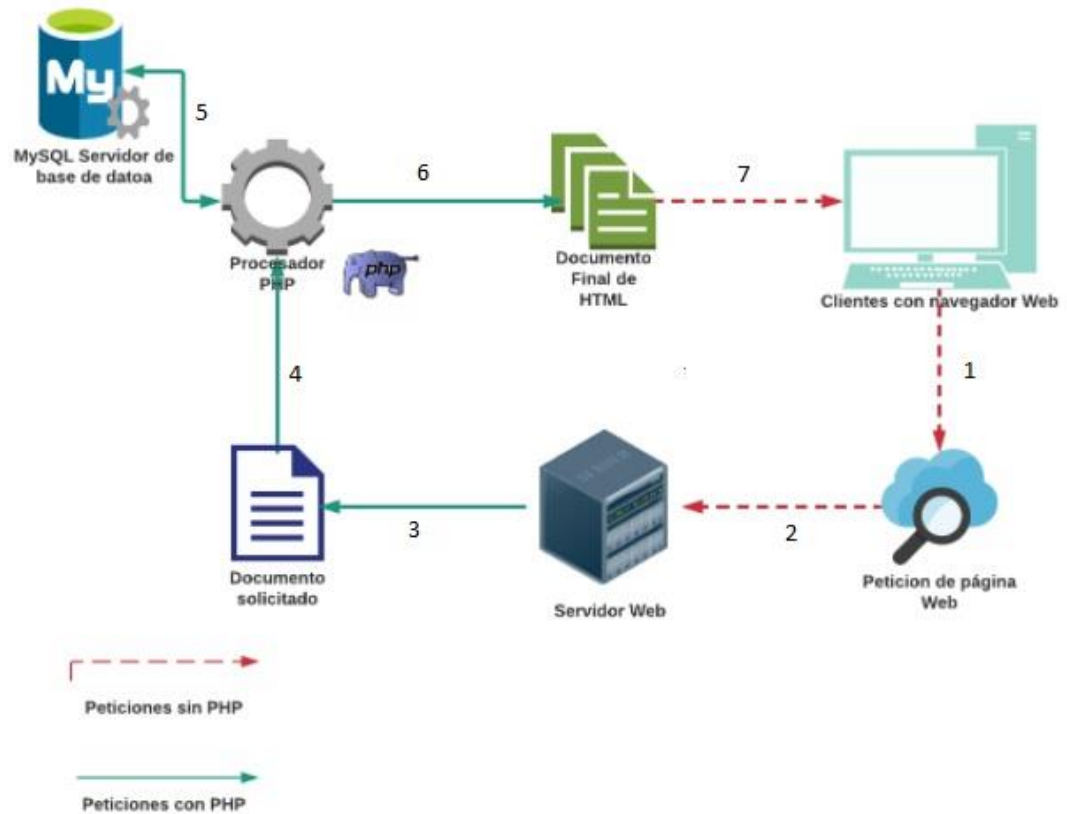 My
MySQL Servidor de
base de datoa
5
6
7
Procesador
PHP
php
Documento
Final de
HTML
Clientes con navegador Web
4
1
SERVER
3
2
Documento
solicitado
Servidor Web
Peticion de página
Web
Peticiones sin PHP
Peticiones con PHP